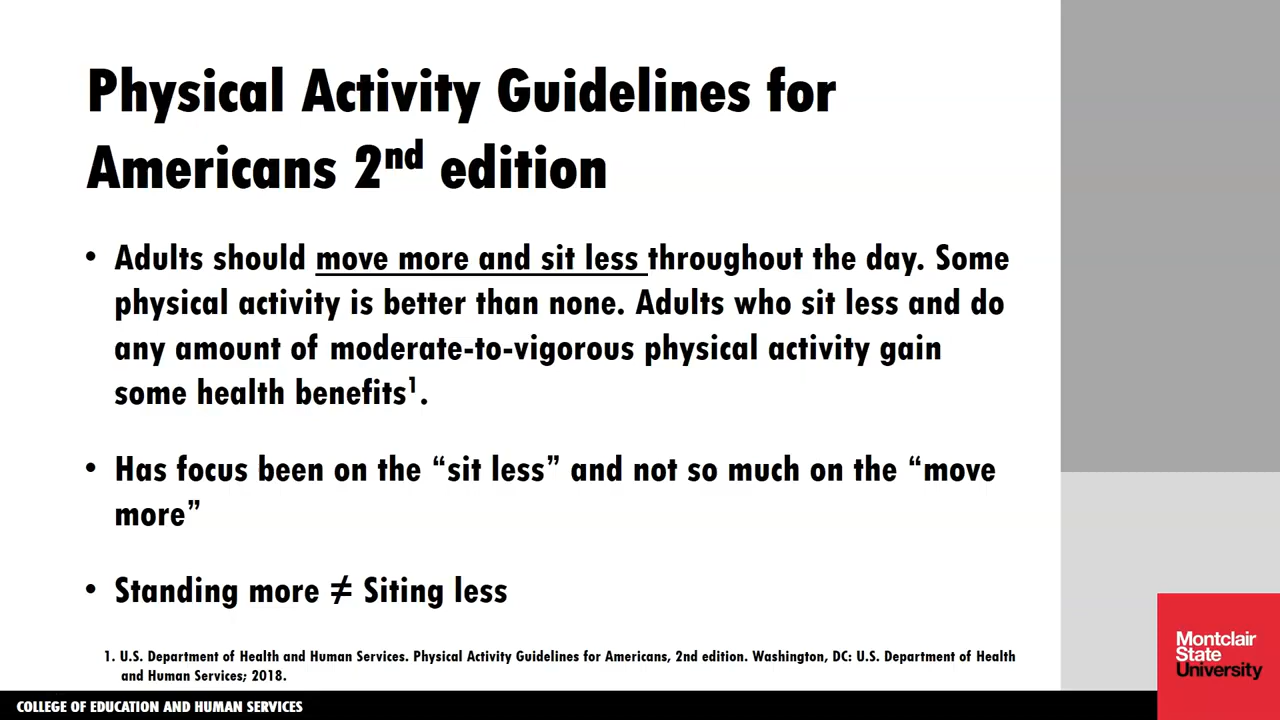 Physical Activity Guidelines for
Americans 2nd edition
• Adults should move more and sit less throughout the day. Some
physical activity is better than none. Adults who sit less and do
any amount of moderate-to-vigorous physical activity gain
some health benefits1.
• Has focus been on the “sit less” and not so much on the “move
more”
• Standing more ≠ Siting less
1. U.S. Department of Health and Human Services. Physical Activity Guidelines for Americans, 2nd edition. Washington, DC: U.S. Department of Health
and Human Services; 2018.
Montclair
State
University
COLLEGE OF EDUCATION AND HUMAN SERVICES